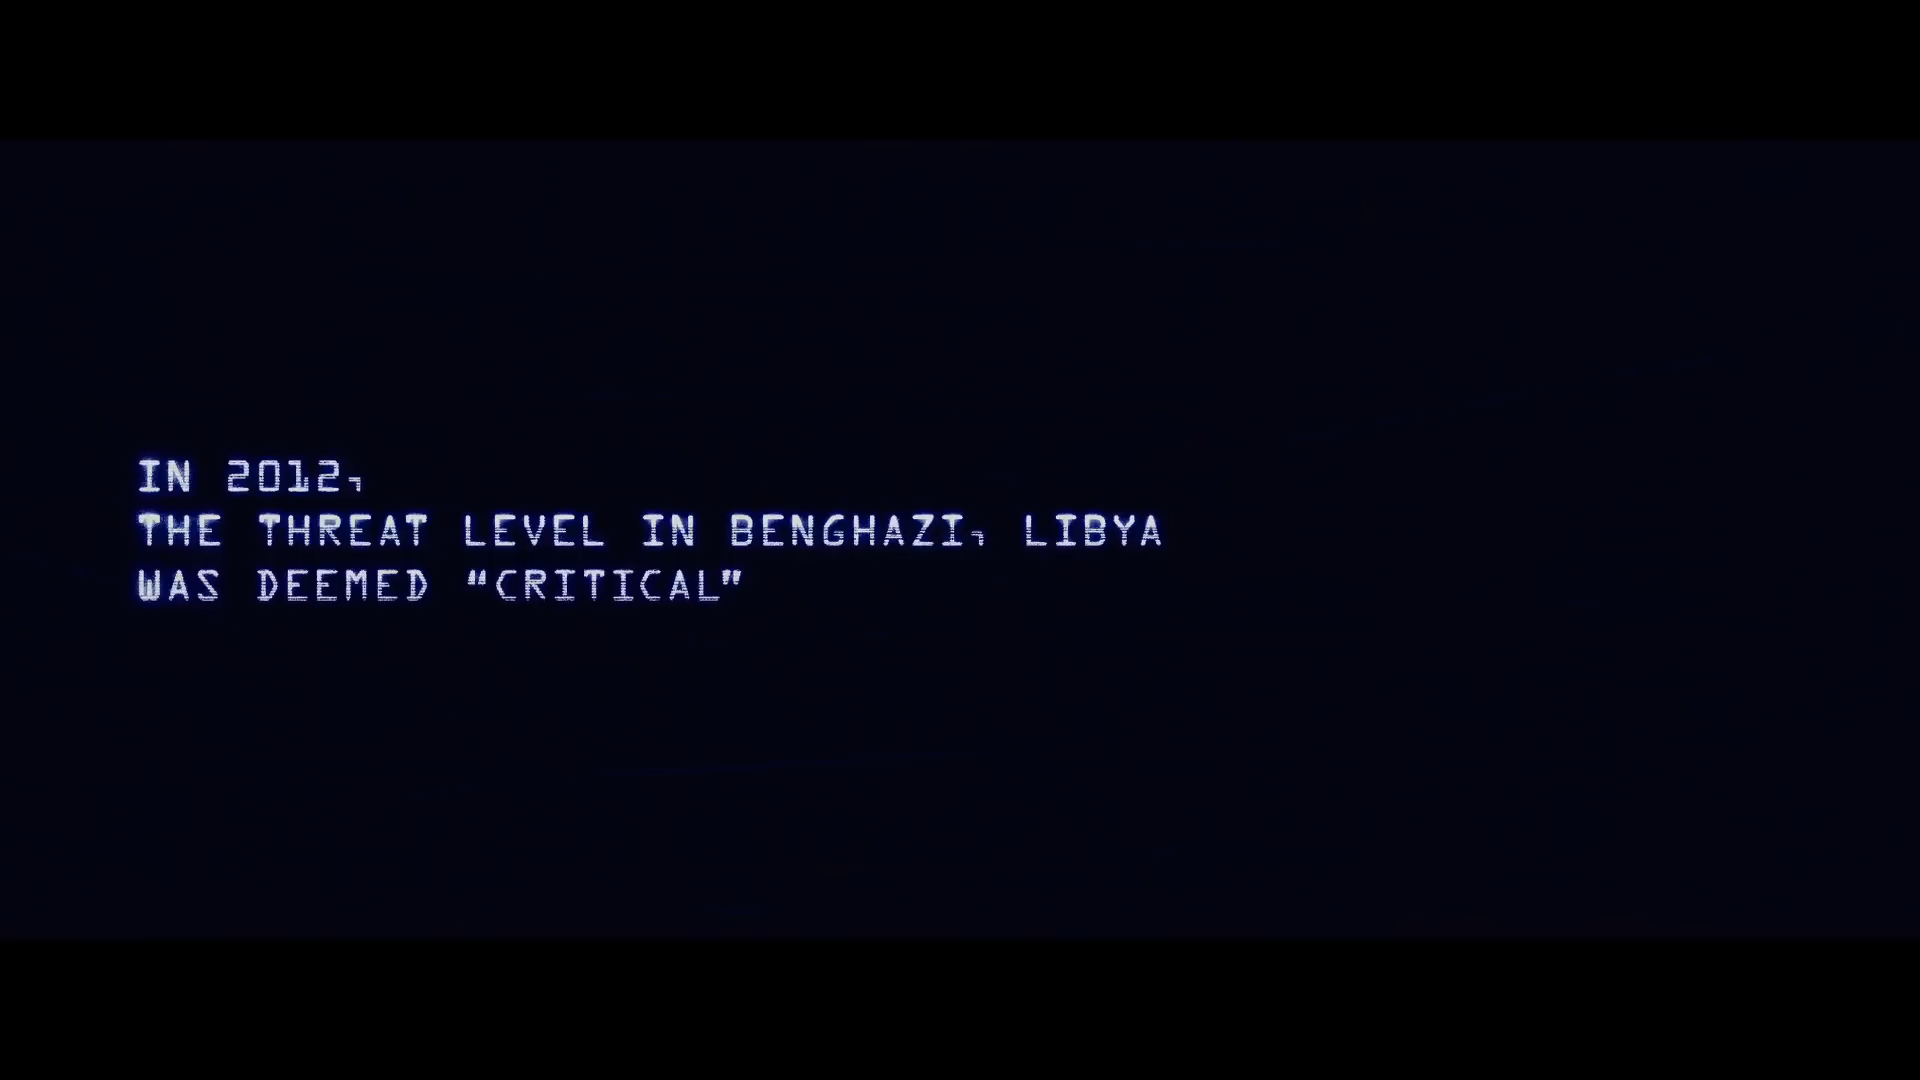 IN 2012,
THE THREAT LEVEL IN BENGHAZI, LIBYA
WAS DEEMED “CRITICAL”